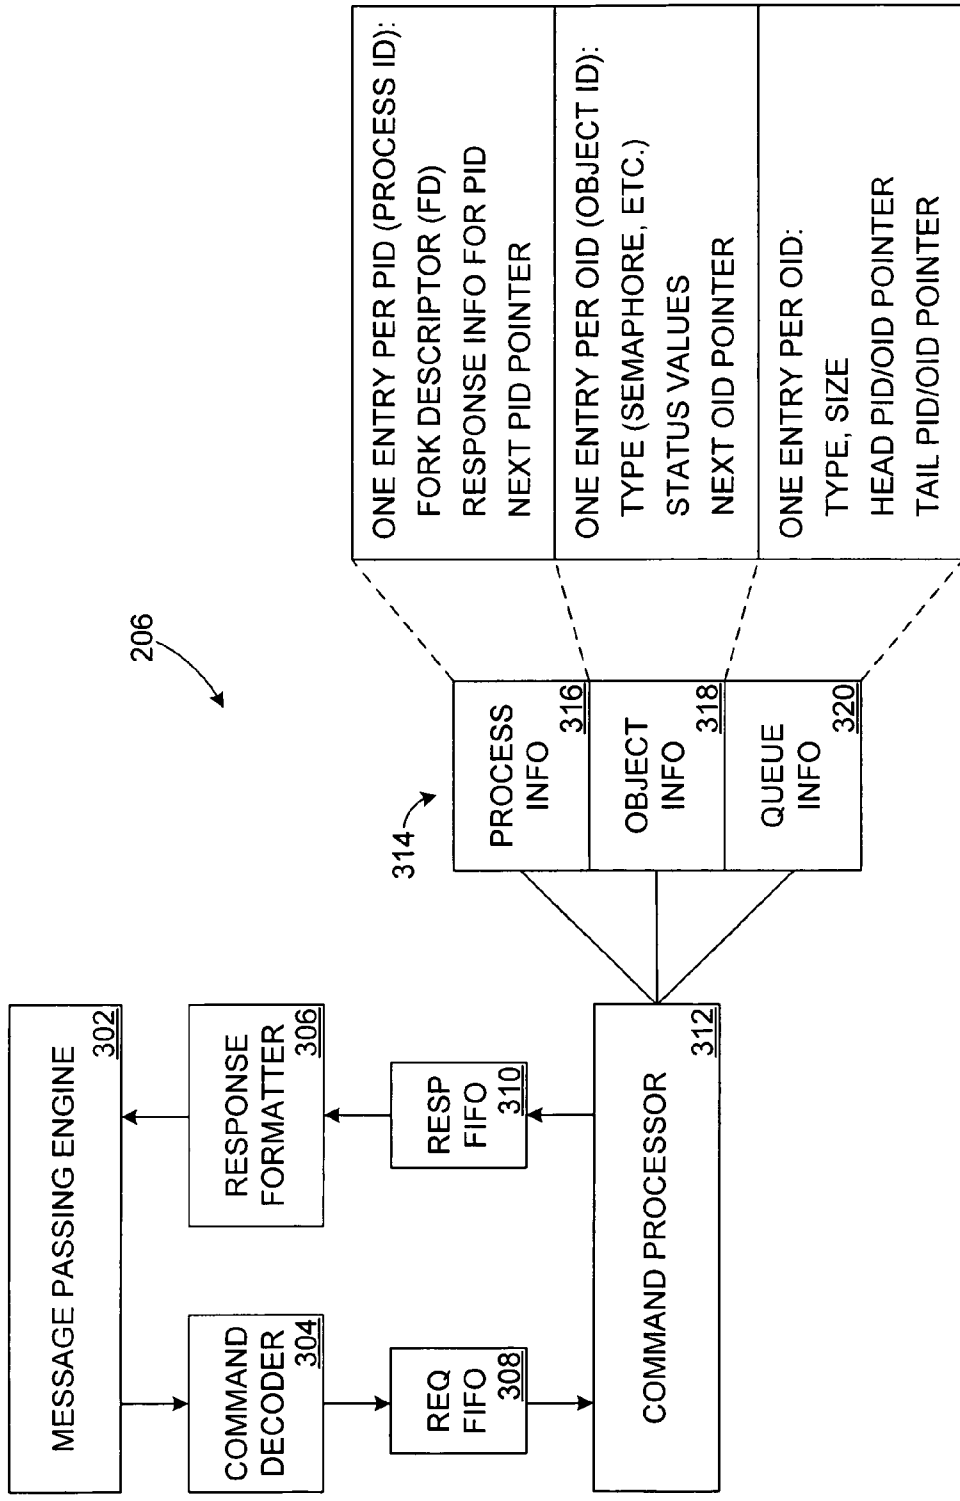 206
MESSAGE PASSING ENGINE
302
COMMAND
DECODER
304
RESPONSE
FORMATTER
306
REQ
FIFO
308
RESP
FIFO
310
COMMAND PROCESSOR
312
314
PROCESS
INFO
316
OBJECT
INFO
318
QUEUE
INFO
320
ONE ENTRY PER PID (PROCESS ID):
FORK DESCRIPTOR (FD)
RESPONSE INFO FOR PID
NEXT PID POINTER
ONE ENTRY PER OID (OBJECT ID):
TYPE (SEMAPHORE, ETC.)
STATUS VALUES
NEXT OID POINTER
ONE ENTRY PER OID:
TYPE, SIZE
HEAD PID/OID POINTER
TAIL PID/OID POINTER